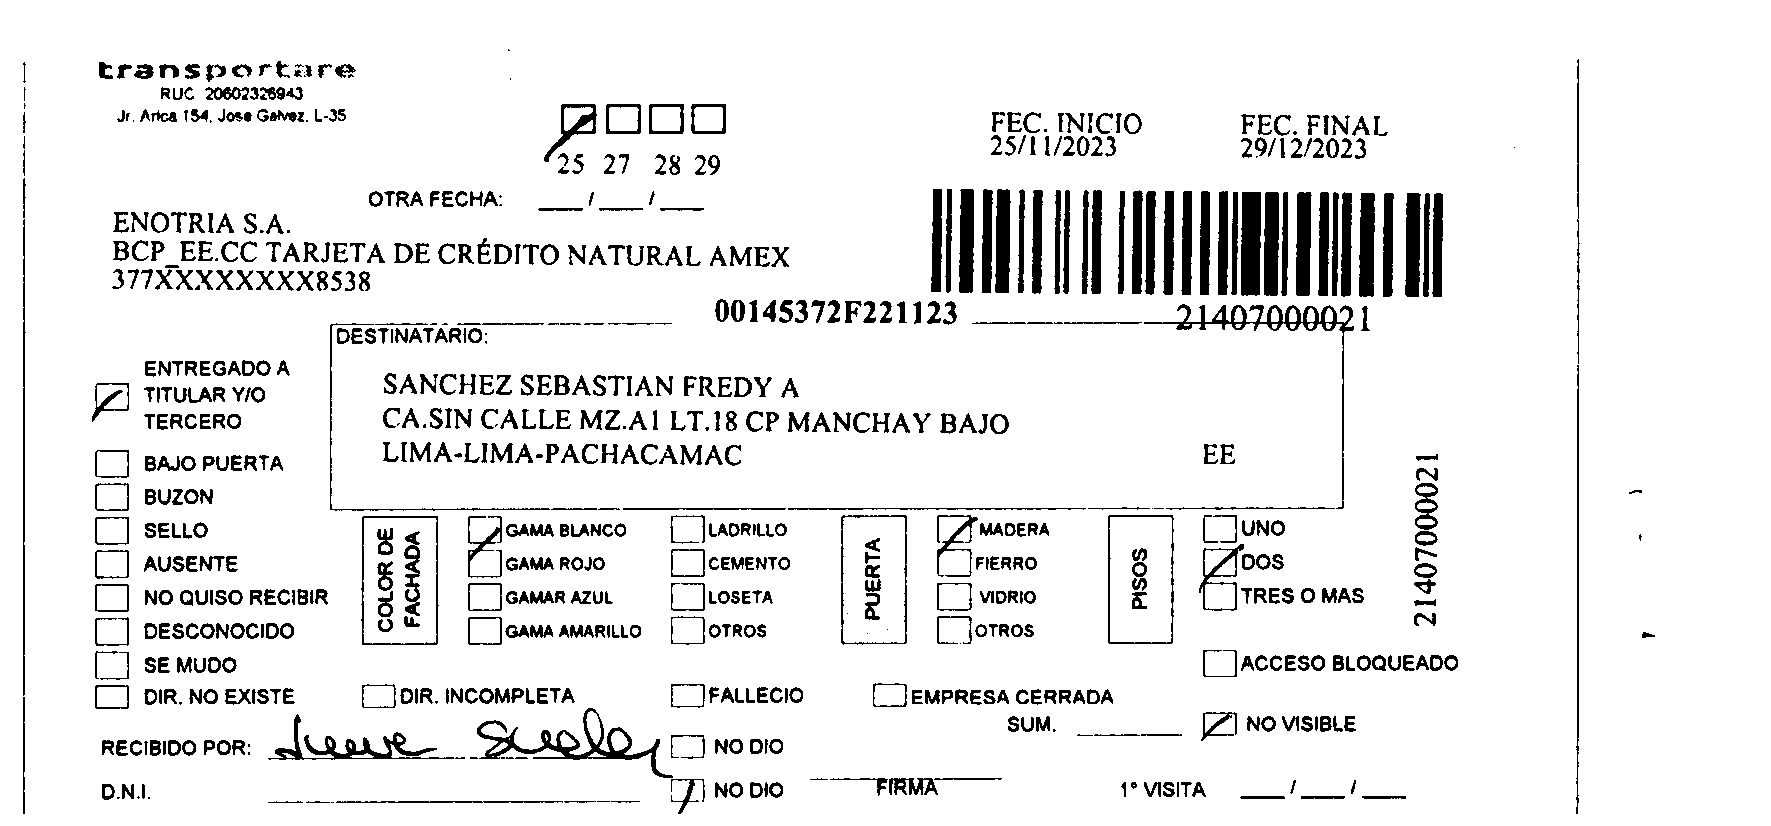 transportare
RUC 20602326943
Jr. Arica 154, Jose Galvez, L-35
25 27 28 29
OTRA FECHA: ___/___/___
FEC. INICIO
25/11/2023
FEC. FINAL
29/12/2023
ENOTRIA S.A.
BCP_EE.CC TARJETA DE CRÉDITO NATURAL AMEX
377XXXXXXXX8538
00145372F221123
21407000021
DESTINATARIO:
SANCHEZ SEBASTIAN FREDY A
CA.SIN CALLE MZ.A1 LT.18 CP MANCHAY BAJO
LIMA-LIMA-PACHACAMAC EE
21407000021
ENTREGADO A
TITULAR Y/O
TERCERO
BAJO PUERTA
BUZON
SELLO
AUSENTE
NO QUISO RECIBIR
DESCONOCIDO
SE MUDO
DIR. NO EXISTE
COLOR DE
FACHADA
GAMA BLANCO
GAMA ROJO
GAMAR AZUL
GAMA AMARILLO
LADRILLO
CEMENTO
LOSETA
OTROS
PUERTA
MADERA
FIERRO
VIDRIO
OTROS
PISOS
UNO
DOS
TRES O MAS
ACCESO BLOQUEADO
DIR. INCOMPLETA
FALLECIO
EMPRESA CERRADA
SUM. ________
NO VISIBLE
RECIBIDO POR:
NO DIO
D.N.I.
NO DIO
FIRMA
1° VISITA ___/___/___